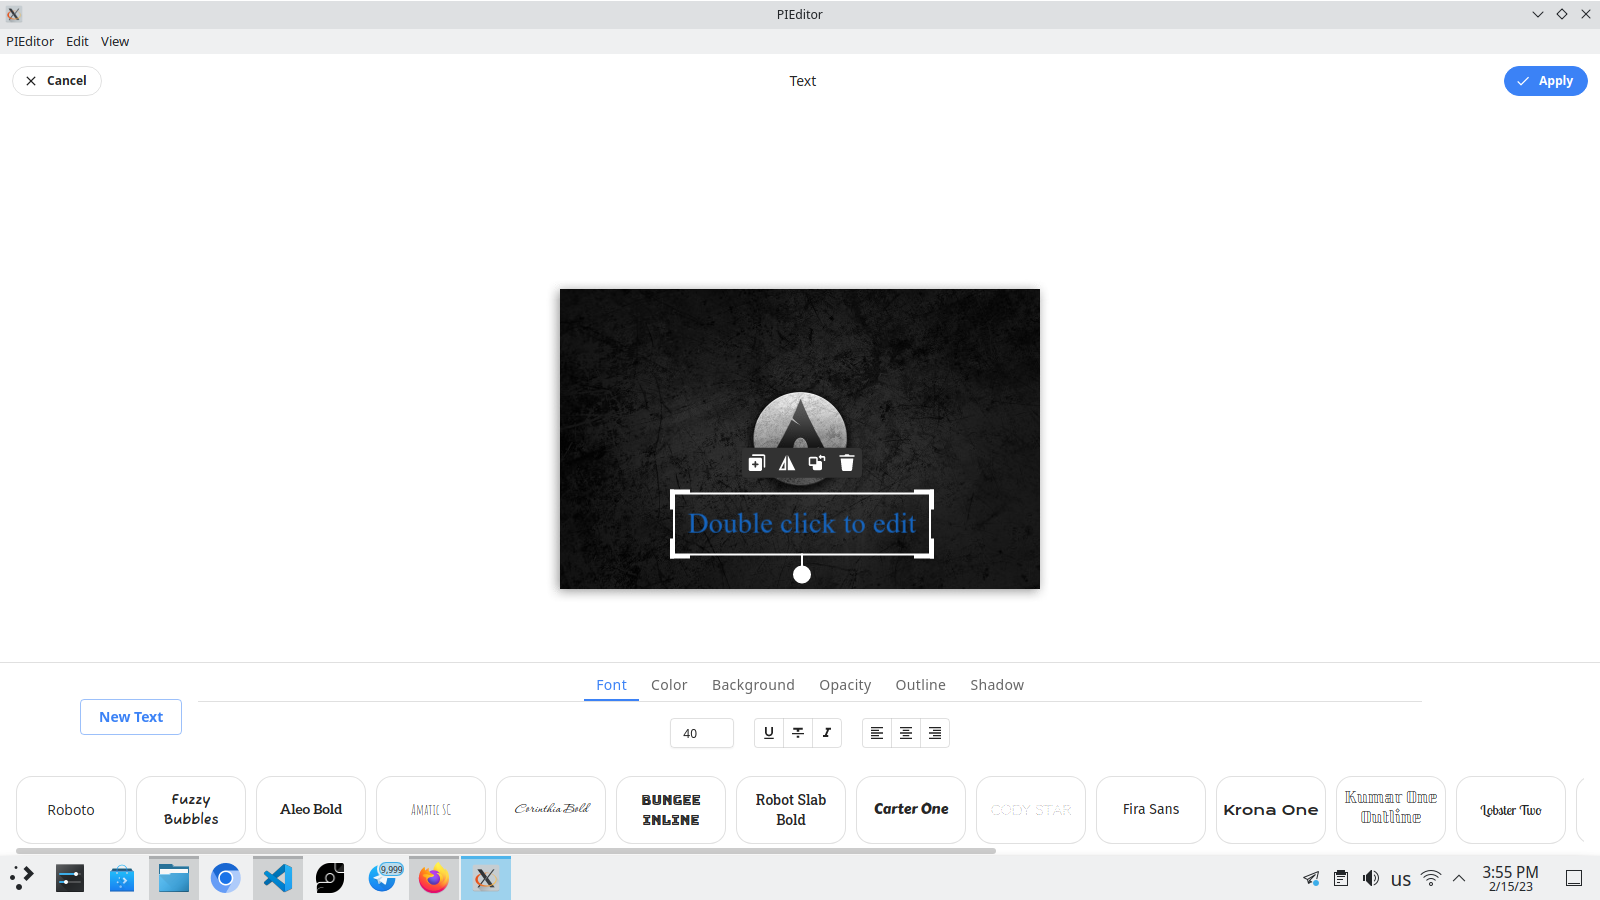 PIEditor
PIEditor Edit View
Cancel
Text
Apply
Double click to edit
Font Color Background Opacity Outline Shadow
New Text
40
Roboto
Fuzzy
Bubbles
Aleo Bold
Amatic SC
Corinthia Bold
BUNGEE
INLINE
Robot Slab
Bold
Carter One
CODY STAR
Fira Sans
Krona One
Kumar One
Outline
Lobster Two
9,999
us
3:55 PM
2/15/23